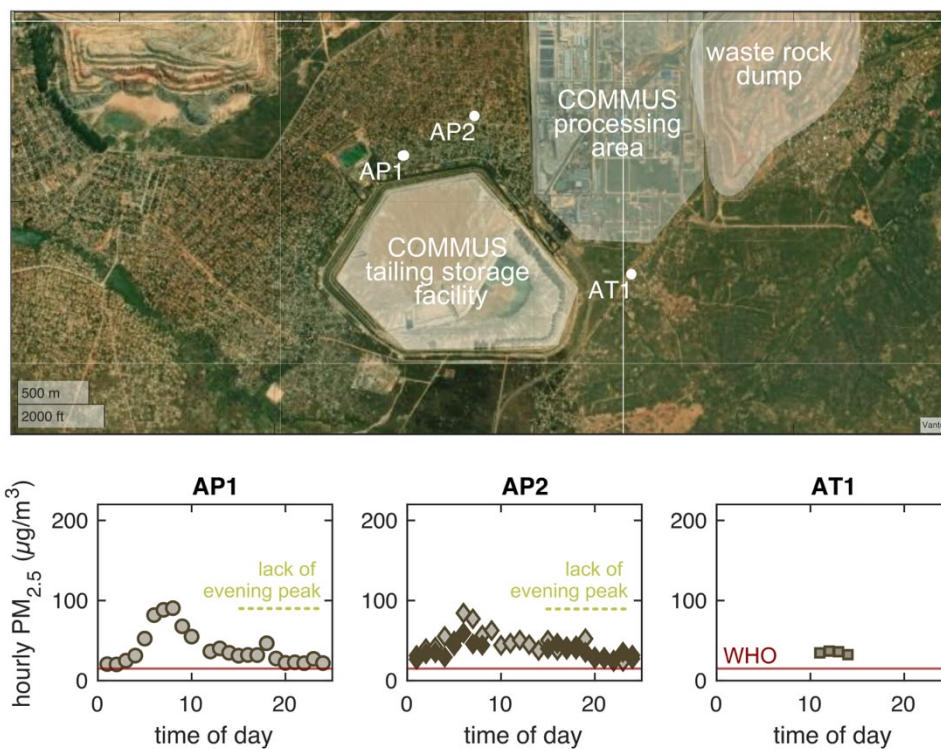 waste rock
dump
COMMUS
processing
area
AP2
AP1
COMMUS
tailing storage
facility
AT1
500 m
2000 ft
Vant
AP1
AP2
AT1
hourly PM2.5 (µg/m³)
200
100
0
lack of
evening peak
0
10
20
time of day
200
100
0
lack of
evening peak
0
10
20
time of day
200
100
0
WHO
0
10
20
time of day